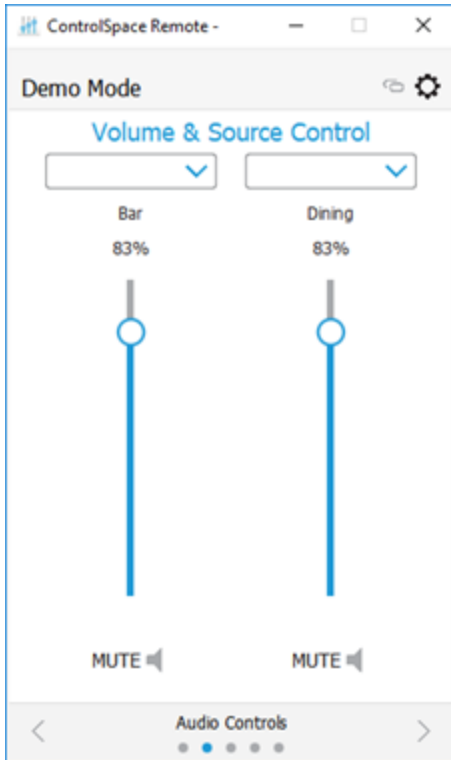 ControlSpace Remote -
Demo Mode
Volume & Source Control
Bar
Dining
83%
83%
MUTE
MUTE
Audio Controls